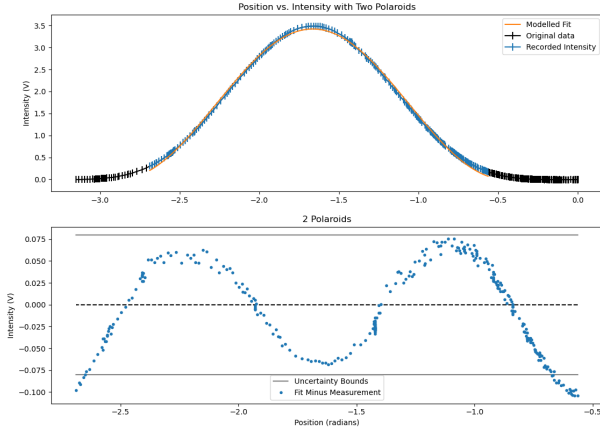 Position vs. Intensity with Two Polaroids
Modelled Fit
Original data
Recorded Intensity
Intensity (V)
3.5
3.0
2.5
2.0
1.5
1.0
0.5
0.0
−3.0 −2.5 −2.0 −1.5 −1.0 −0.5 0.0
2 Polaroids
Intensity (V)
0.075
0.050
0.025
0.000
−0.025
−0.050
−0.075
−0.100
Uncertainty Bounds
Fit Minus Measurement
−2.5 −2.0 −1.5 −1.0 −0.5
Position (radians)